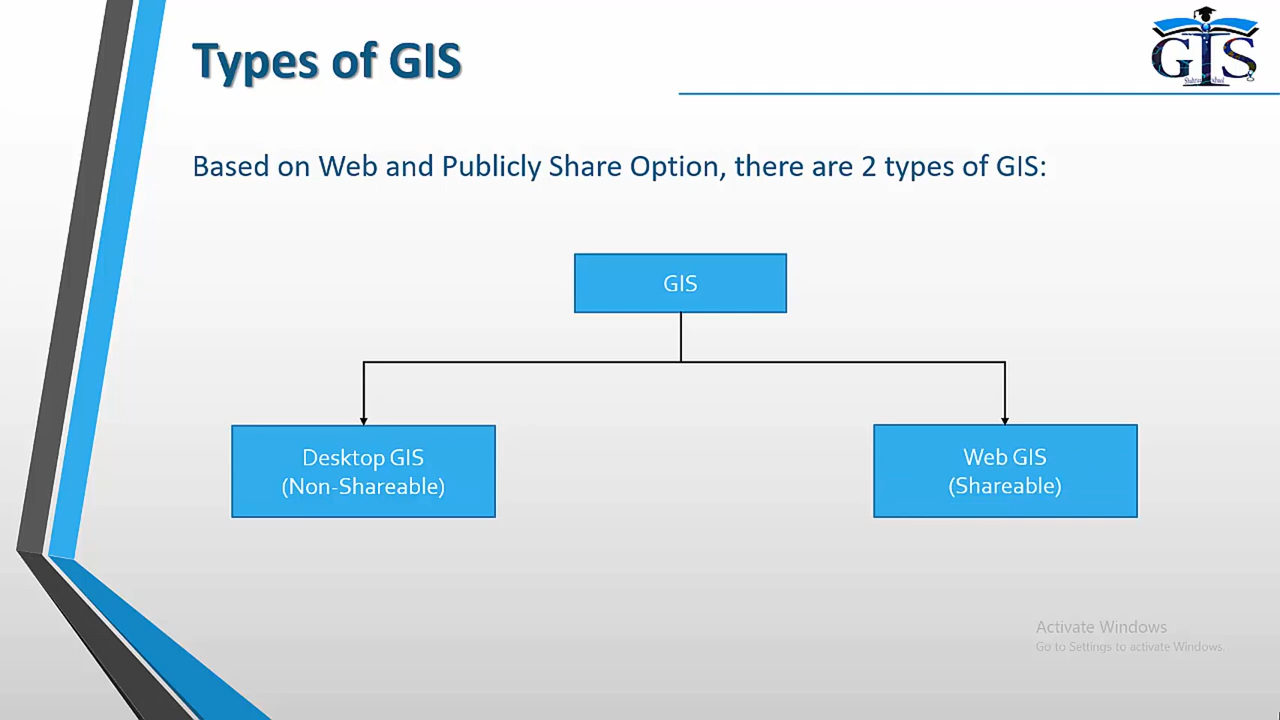 Types of GIS
GIS
Based on Web and Publicly Share Option, there are 2 types of GIS:
GIS
Desktop GIS
(Non-Shareable)
Web GIS
(Shareable)
Activate Windows
Go to Settings to activate Windows.